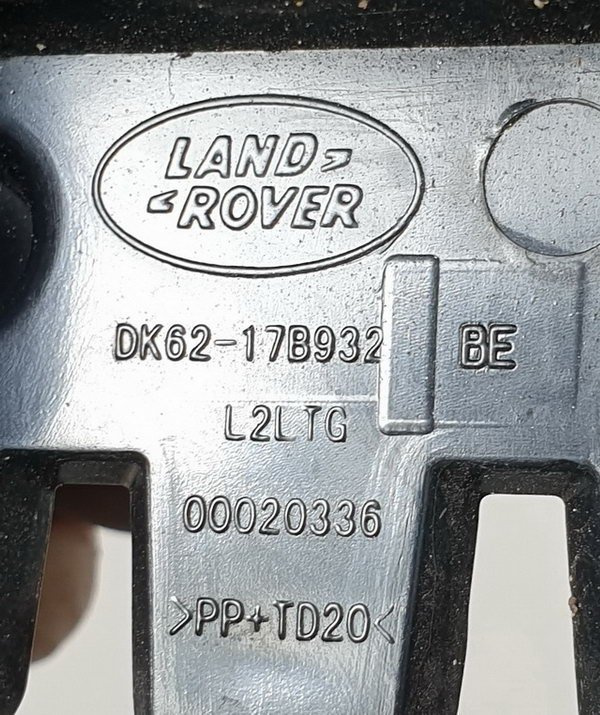 LAND
ROVER
DK62-17B932 BE
L2LTG
00020336
>PP+TD20<